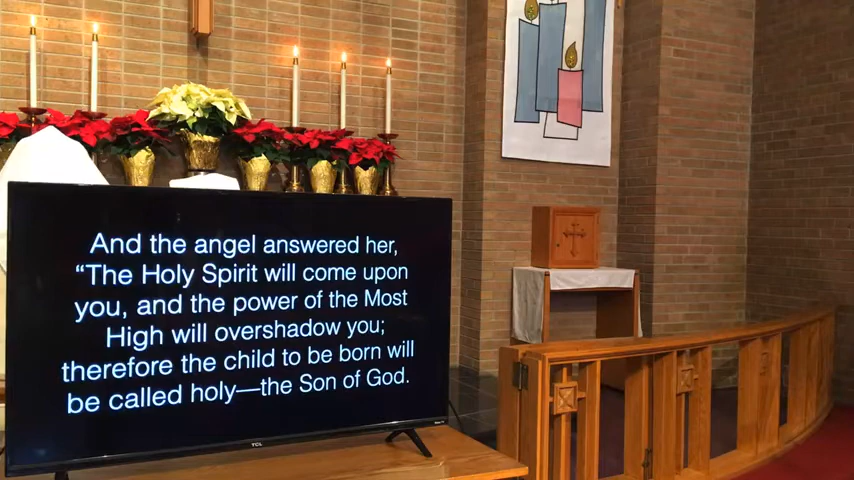 And the angel answered her,
“The Holy Spirit will come upon
you, and the power of the Most
High will overshadow you;
therefore the child to be born will
be called holy—the Son of God.
TCL